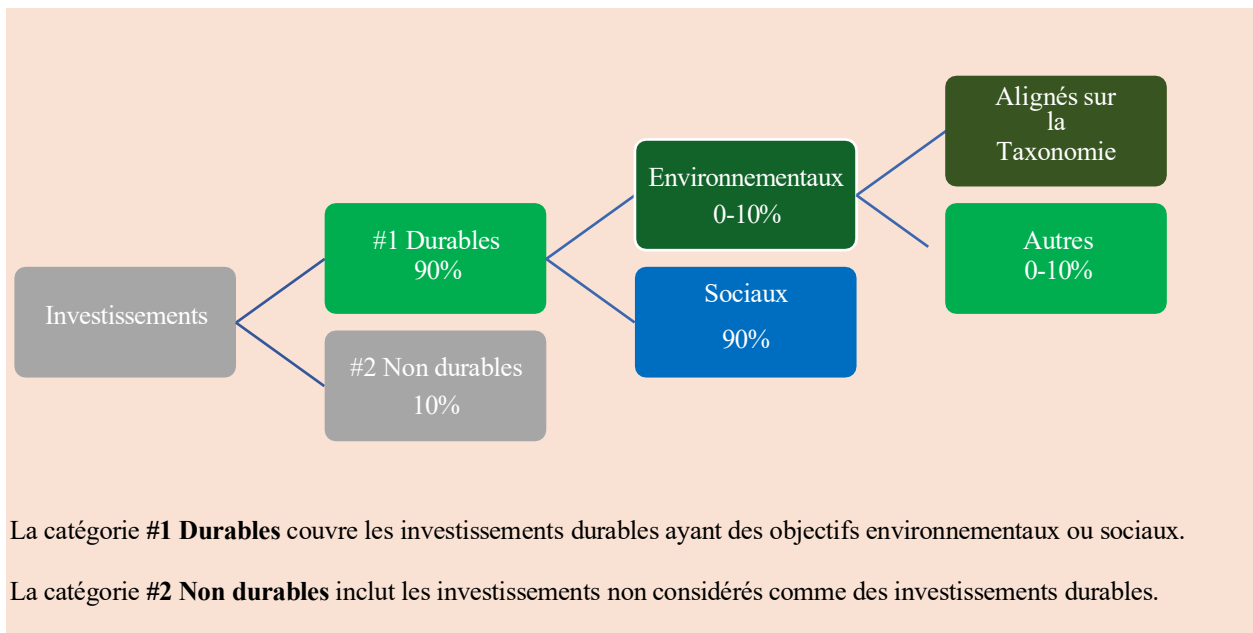 Investissements
#1 Durables
90%
#2 Non durables
10%
Environnementaux
0-10%
Sociaux
90%
Alignés sur
la
Taxonomie
Autres
0-10%
La catégorie #1 Durables couvre les investissements durables ayant des objectifs environnementaux ou sociaux.
La catégorie #2 Non durables inclut les investissements non considérés comme des investissements durables.